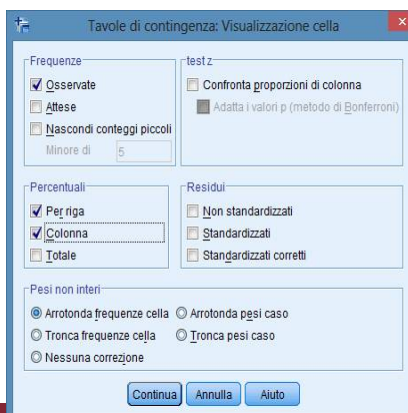 Tavole di contingenza: Visualizzazione cella
Frequenze
Osservate
Attese
Nascondi conteggi piccoli
Minore di 5
test z
Confronta proporzioni di colonna
Adatta i valori p (metodo di Bonferroni)
Percentuali
Per riga
Colonna
Totale
Residui
Non standardizzati
Standardizzati
Standardizzati corretti
Pesi non interi
Arrotonda frequenze cella Arrotonda pesi caso
Tronca frequenze cella Tronca pesi caso
Nessuna correzione
Continua Annulla Aiuto